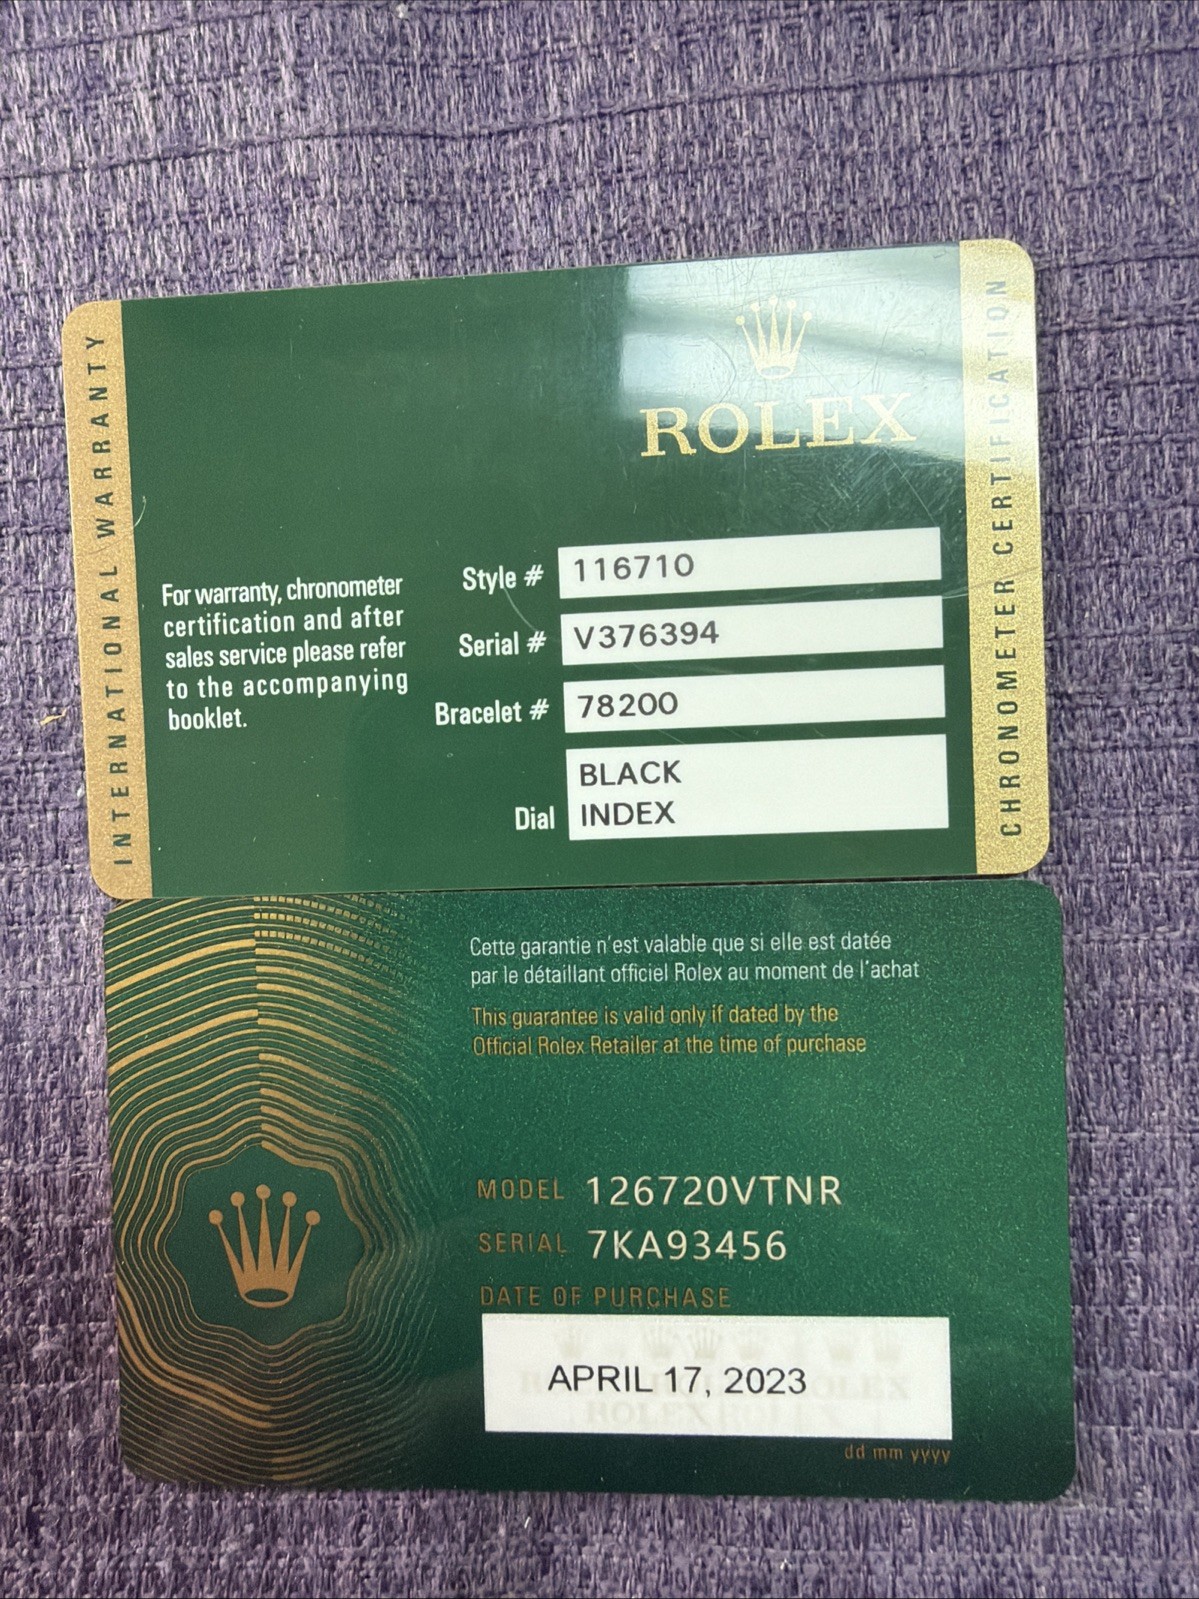 INTERNATIONAL WARRANTY
ROLEX
CHRONOMETER CERTIFICATION
For warranty, chronometer
certification and after
sales service please refer
to the accompanying
booklet.
Style # 116710
Serial # V376394
Bracelet # 78200
Dial BLACK
INDEX
Cette garantie n'est valable que si elle est datée
par le détaillant officiel Rolex au moment de l'achat
This guarantee is valid only if dated by the
Official Rolex Retailer at the time of purchase
MODEL 126720VTNR
SERIAL 7KA93456
DATE OF PURCHASE
APRIL 17, 2023
ROLEX
dd mm yyyy